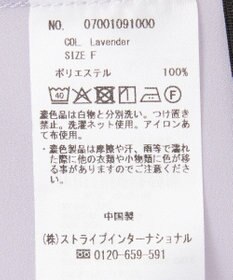 NO. 07001091000
COL Lavender
SIZE F
ポリエステル 100%
40 P F
濃色品は白物と分別洗い。つけ置き
禁止。洗濯ネット使用。アイロンあ
て布使用。
濃色品は摩擦や汗、雨等で濡れ
た際に他の衣類や小物類に色が移
る事がありますのでご注意くださ
い。
中国製
(株)ストライプインターナショナル
0120-659-591